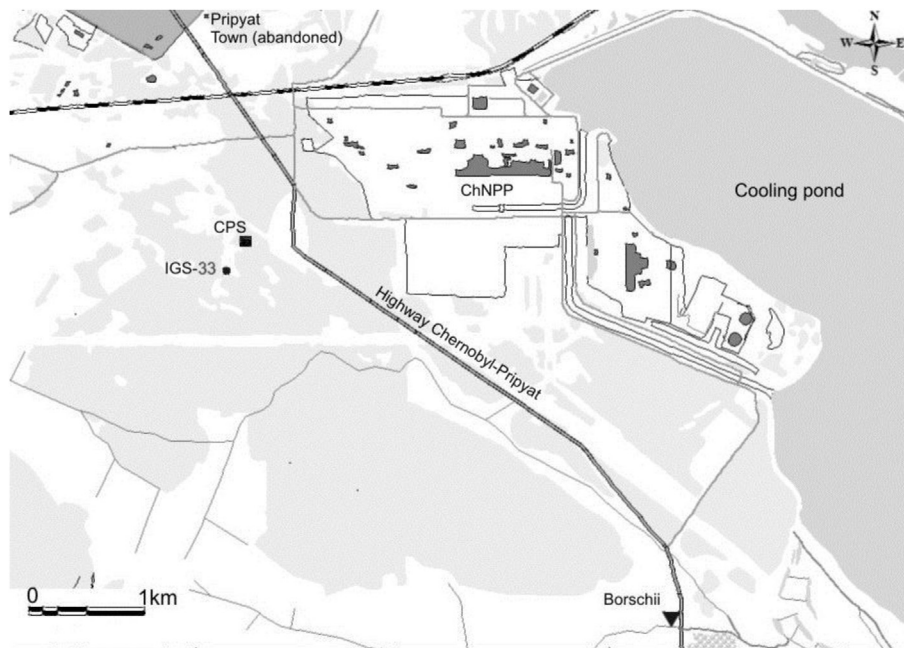 Pripyat
Town (abandoned)
N
W
E
S
ChNPP
Cooling pond
CPS
IGS-33
Highway Chernobyl-Pripyat
0
1km
Borschii